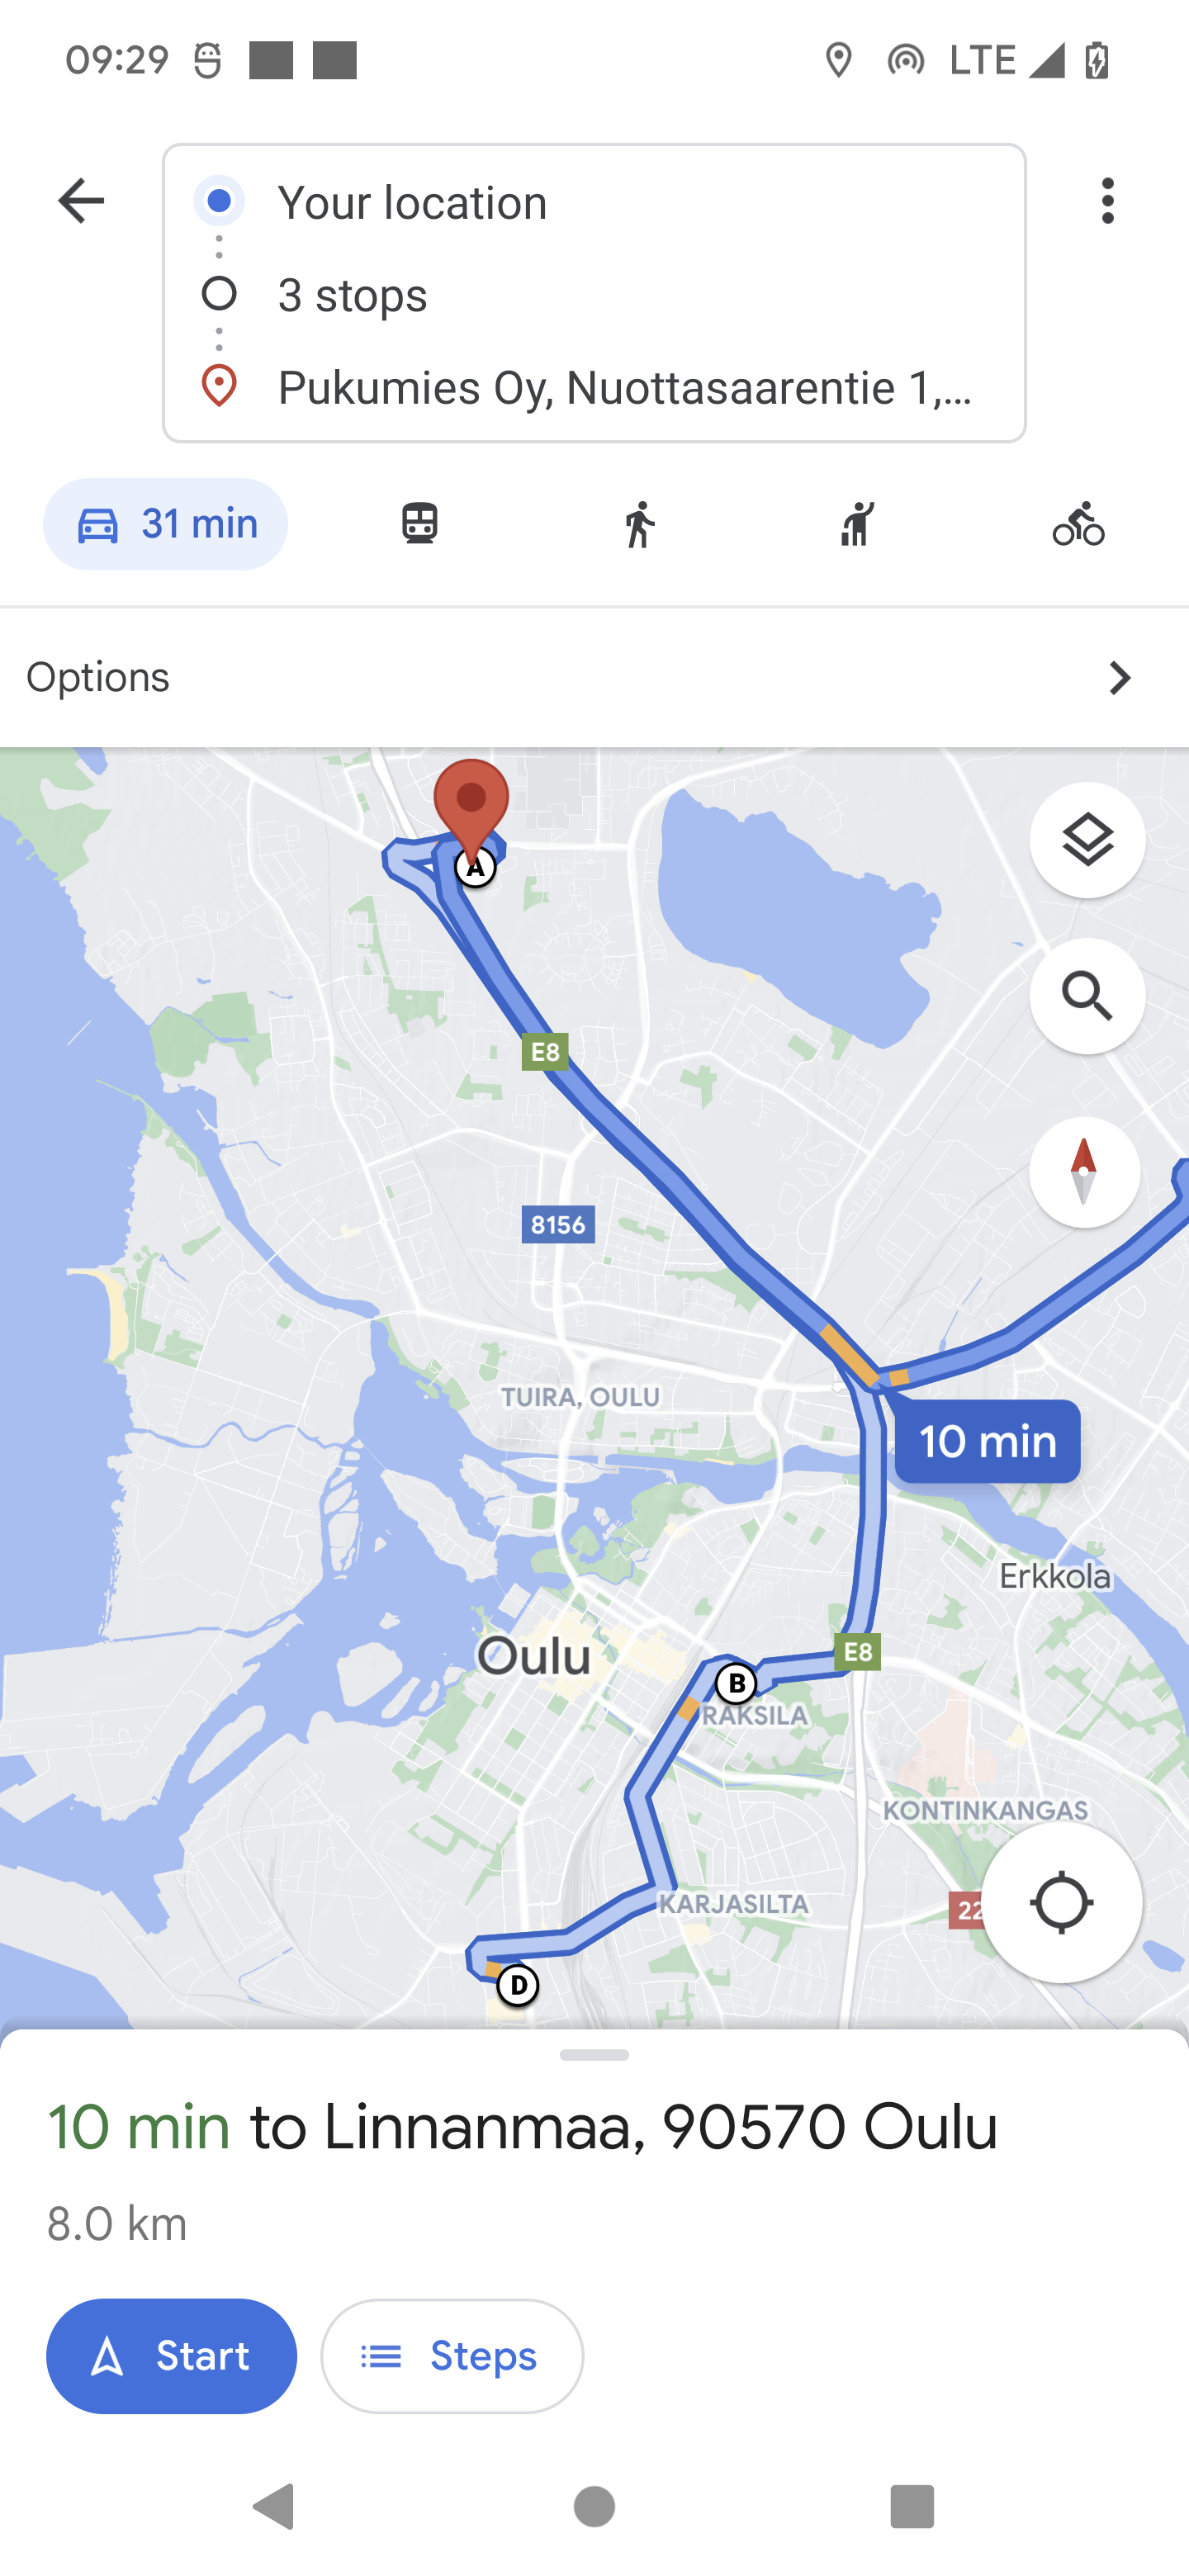 09:29
LTE
Your location
3 stops
Pukumies Oy, Nuottasaarentie 1,...
31 min
Options
A
E8
8156
TUIRA, OULU
10 min
Erkkola
Oulu
E8
B
RAKSILA
KONTINKANGAS
KARJASILTA
22
D
10 min to Linnanmaa, 90570 Oulu
8.0 km
Start
Steps